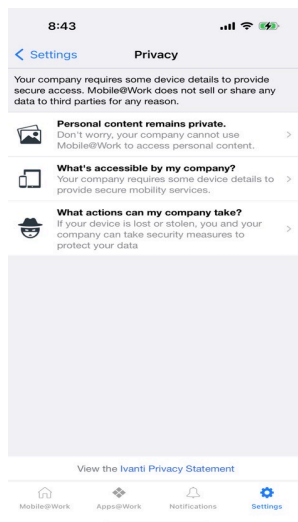 8:43
Settings
Privacy
Your company requires some device details to provide
secure access. Mobile@Work does not sell or share any
data to third parties for any reason.
Personal content remains private.
Don't worry, your company cannot use
Mobile@Work to access personal content.
What's accessible by my company?
Your company requires some device details to
provide secure mobility services.
What actions can my company take?
If your device is lost or stolen, you and your
company can take security measures to
protect your data
View the Ivanti Privacy Statement
Mobile@Work
Apps@Work
Notifications
Settings